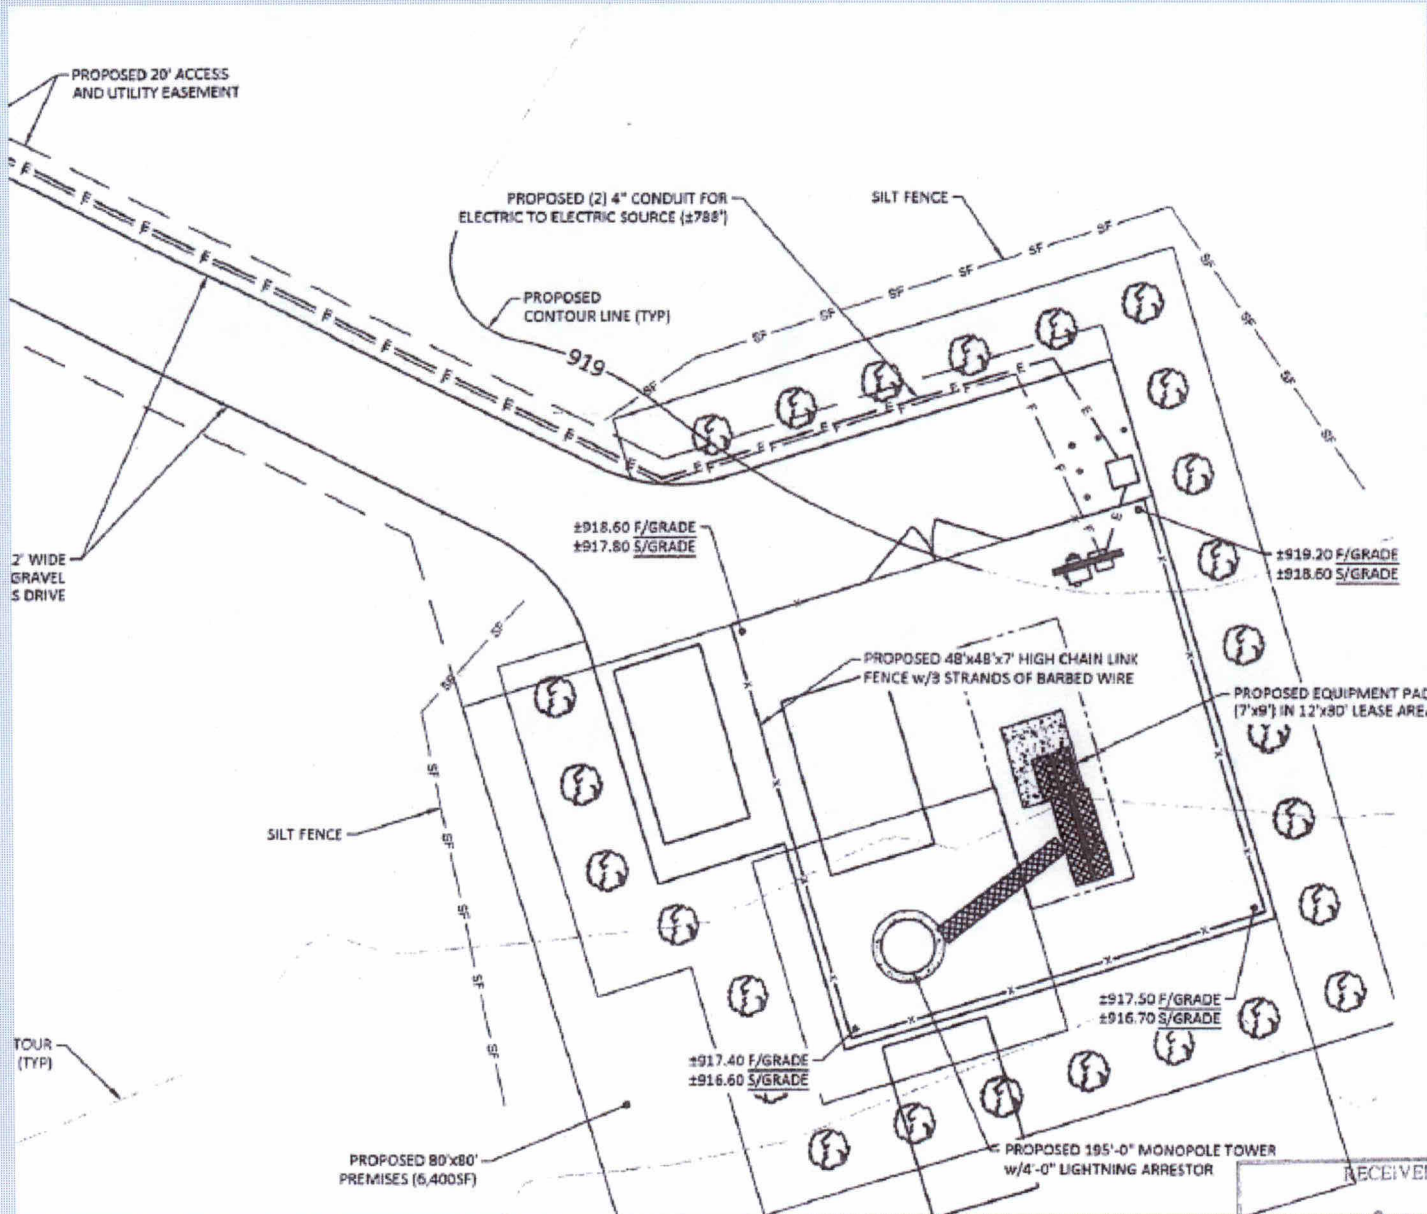 PROPOSED 20' ACCESS
AND UTILITY EASEMENT
PROPOSED (2) 4" CONDUIT FOR
ELECTRIC TO ELECTRIC SOURCE (±788')
SILT FENCE
PROPOSED
CONTOUR LINE (TYP)
919
±918.60 F/GRADE
±917.80 S/GRADE
±919.20 F/GRADE
±918.60 S/GRADE
2' WIDE
GRAVEL
S DRIVE
PROPOSED 48'x48'x7' HIGH CHAIN LINK
FENCE w/3 STRANDS OF BARBED WIRE
PROPOSED EQUIPMENT PAD
(7'x9') IN 12'x30' LEASE AREA
SILT FENCE
±917.50 F/GRADE
±916.70 S/GRADE
TOUR
(TYP)
±917.40 F/GRADE
±916.60 S/GRADE
PROPOSED 80'x80'
PREMISES (6,400SF)
PROPOSED 195'-0" MONOPOLE TOWER
w/4'-0" LIGHTNING ARRESTOR
RECEIVE